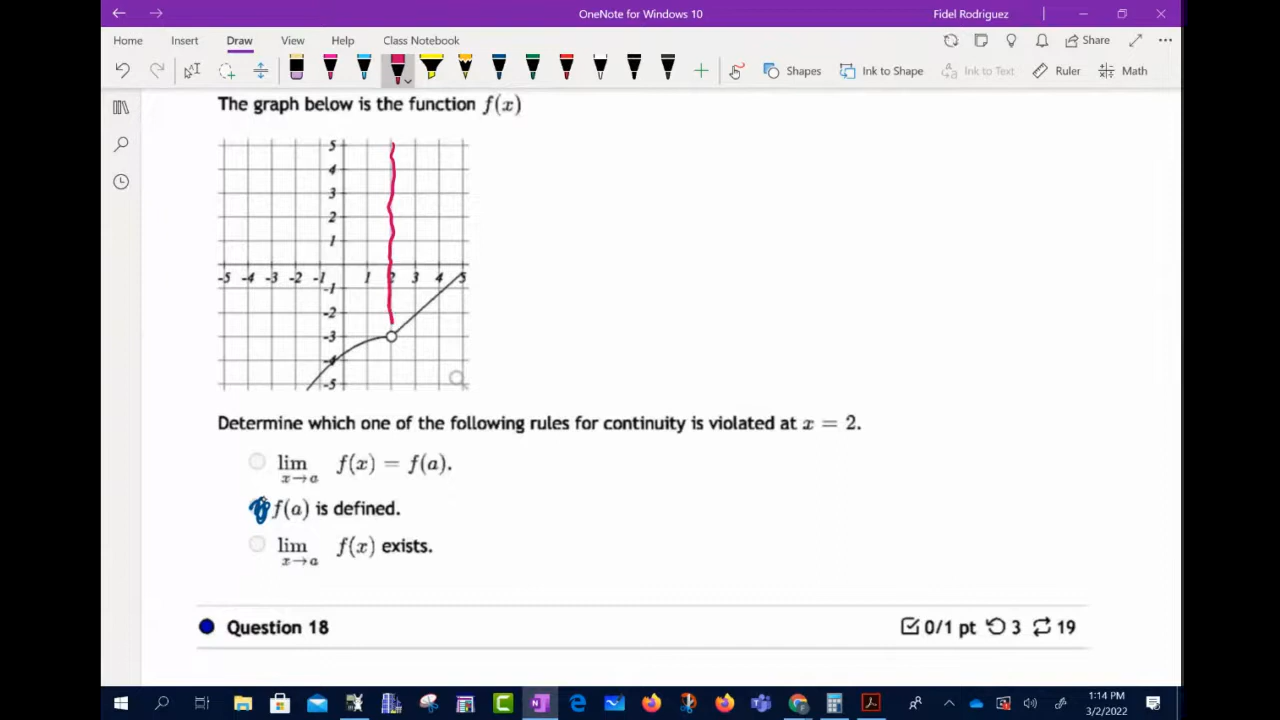 OneNote for Windows 10
Fidel Rodriguez
Home Insert Draw View Help Class Notebook Share
Shapes Ink to Shape Ink to Text Ruler Math
The graph below is the function f(x)
5
4
3
2
1
-5 -4 -3 -2 -1 1 2 3 4 5
-1
-2
-3
-4
-5
Determine which one of the following rules for continuity is violated at x = 2.
lim x→a f(x) = f(a).
f(a) is defined.
lim x→a f(x) exists.
Question 18 0/1 pt 3 19
1:14 PM
3/2/2022